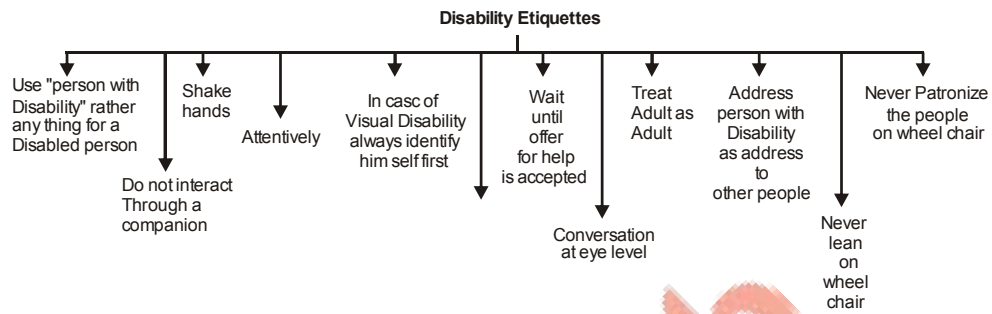 Disability Etiquettes
Use "person with
Disability" rather
any thing for a
Disabled person
Do not interact
Through a
companion
Shake
hands
Attentively
In casc of
Visual Disability
always identify
him self first
Wait
until
offer
for help
is accepted
Conversation
at eye level
Treat
Adult as
Adult
Address
person with
Disability
as address
to
other people
Never
lean
on
wheel
chair
Never Patronize
the people
on wheel chair